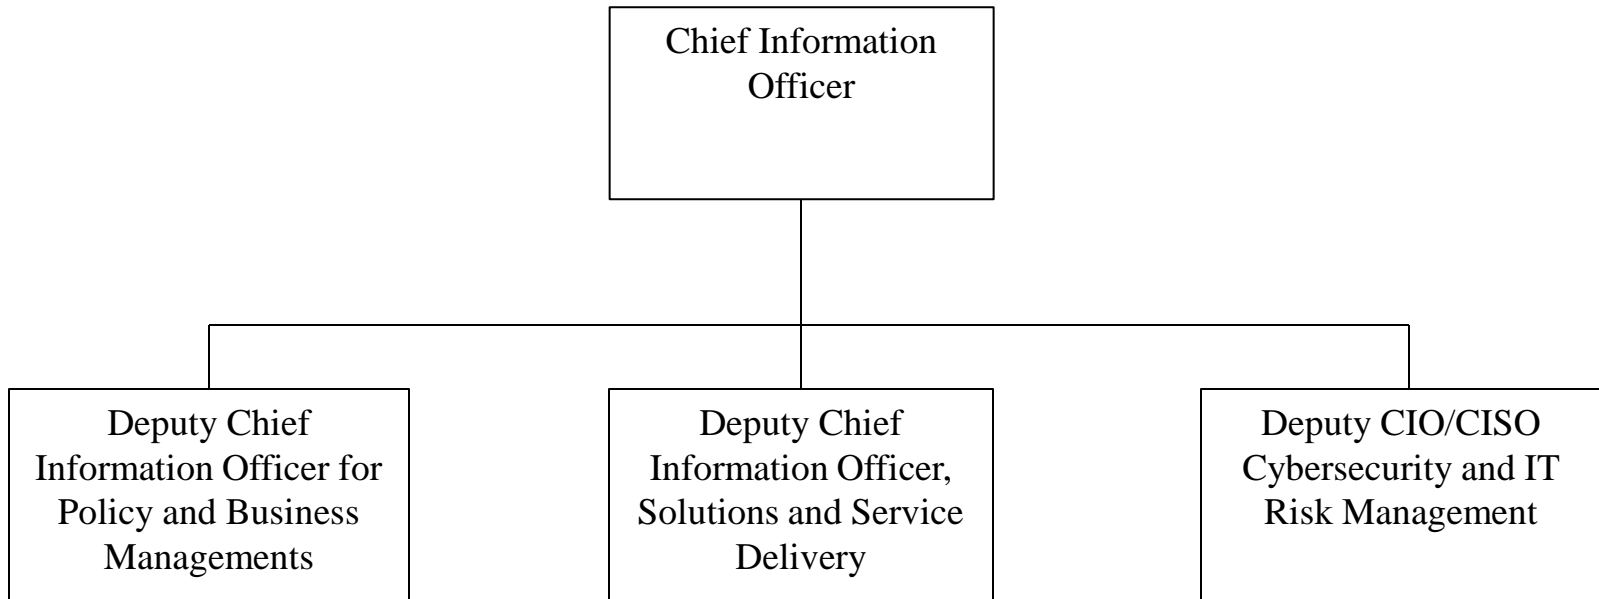 Chief Information
Officer
Deputy Chief
Information Officer for
Policy and Business
Managements
Deputy Chief
Information Officer,
Solutions and Service
Delivery
Deputy CIO/CISO
Cybersecurity and IT
Risk Management